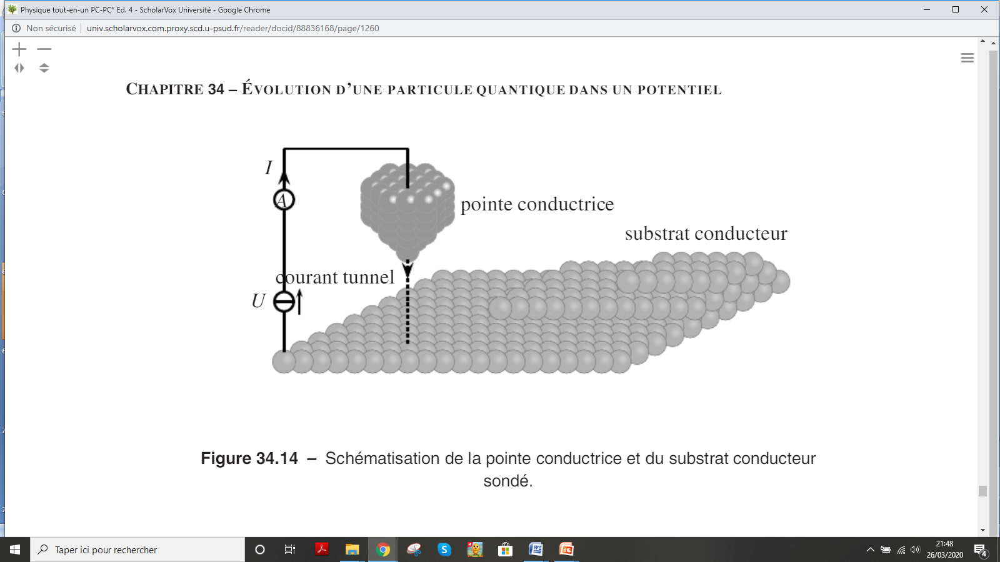 Physique tout-en-un PC-PC* Ed. 4 - ScholarVox Université - Google Chrome
Non sécurisé univ.scholarvox.com.proxy.scd.u-psud.fr/reader/docid/88836168/page/1260
CHAPITRE 34 – ÉVOLUTION D’UNE PARTICULE QUANTIQUE DANS UN POTENTIEL
I
A
pointe conductrice
substrat conducteur
courant tunnel
U
Figure 34.14 – Schématisation de la pointe conductrice et du substrat conducteur
sondé.
Taper ici pour rechercher
21:48
26/03/2020
4